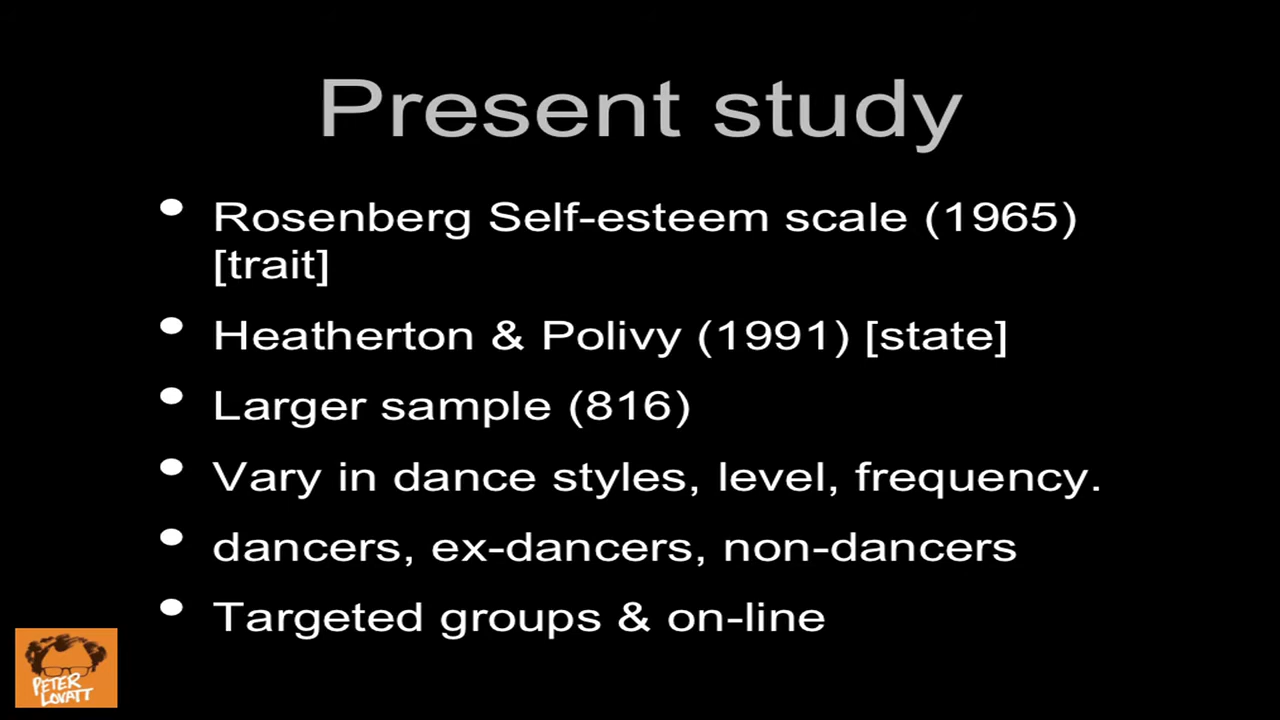 Present study
• Rosenberg Self-esteem scale (1965)
[trait]
• Heatherton & Polivy (1991) [state]
• Larger sample (816)
• Vary in dance styles, level, frequency.
• dancers, ex-dancers, non-dancers
• Targeted groups & on-line
PETER
LOVATT